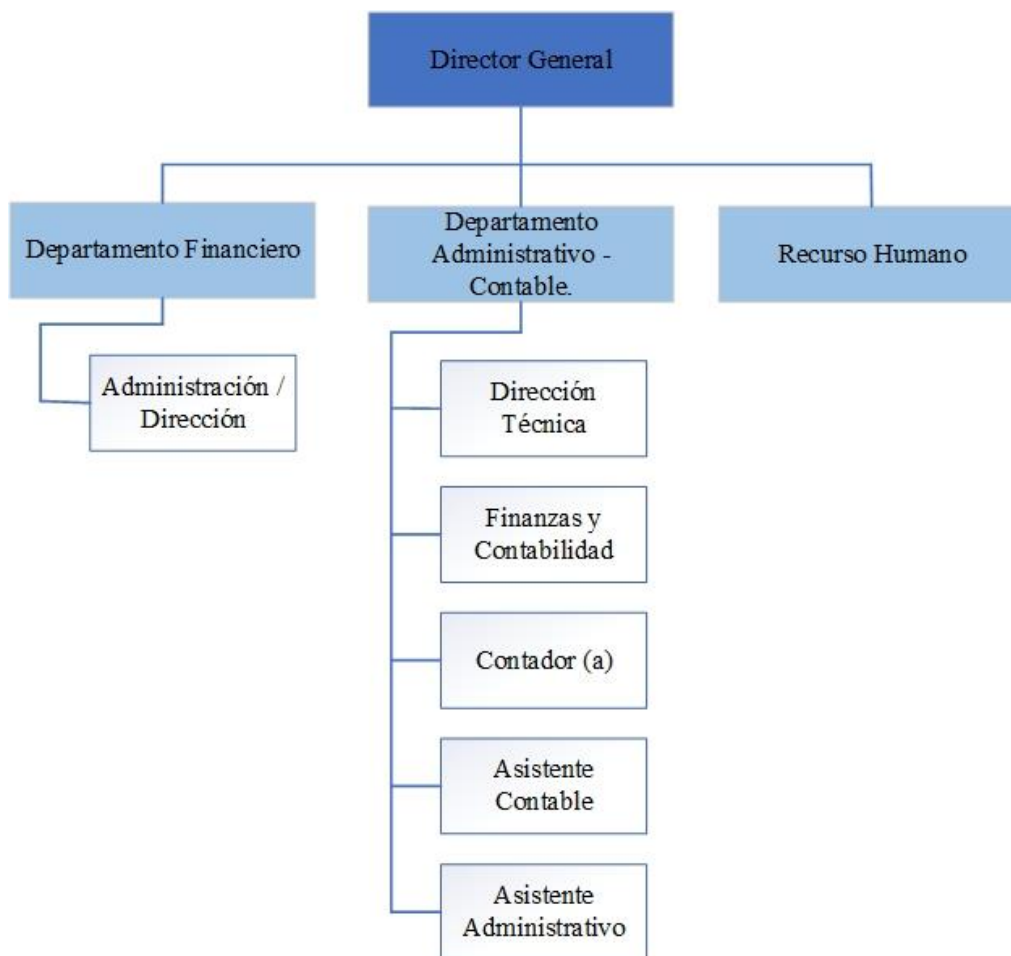 Director General
Departamento Financiero
Departamento
Administrativo -
Contable.
Recurso Humano
Administración /
Dirección
Dirección
Técnica
Finanzas y
Contabilidad
Contador (a)
Asistente
Contable
Asistente
Administrativo